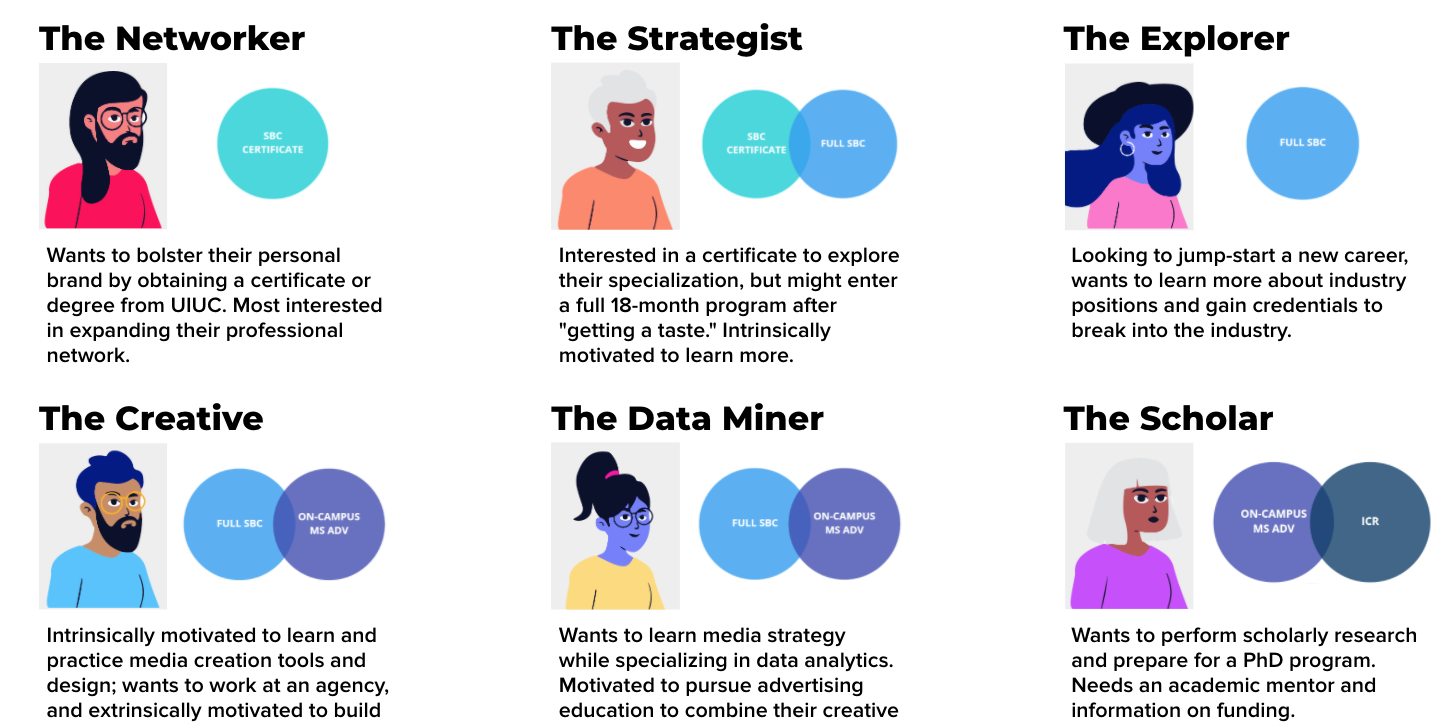 The Networker
SBC
CERTIFICATE
Wants to bolster their personal
brand by obtaining a certificate or
degree from UIUC. Most interested
in expanding their professional
network.
The Strategist
SBC
CERTIFICATE
FULL SBC
Interested in a certificate to explore
their specialization, but might enter
a full 18-month program after
"getting a taste." Intrinsically
motivated to learn more.
The Explorer
FULL SBC
Looking to jump-start a new career,
wants to learn more about industry
positions and gain credentials to
break into the industry.
The Creative
FULL SBC
ON-CAMPUS
MS ADV
Intrinsically motivated to learn and
practice media creation tools and
design; wants to work at an agency,
and extrinsically motivated to build
The Data Miner
FULL SBC
ON-CAMPUS
MS ADV
Wants to learn media strategy
while specializing in data analytics.
Motivated to pursue advertising
education to combine their creative
The Scholar
ON-CAMPUS
MS ADV
ICR
Wants to perform scholarly research
and prepare for a PhD program.
Needs an academic mentor and
information on funding.